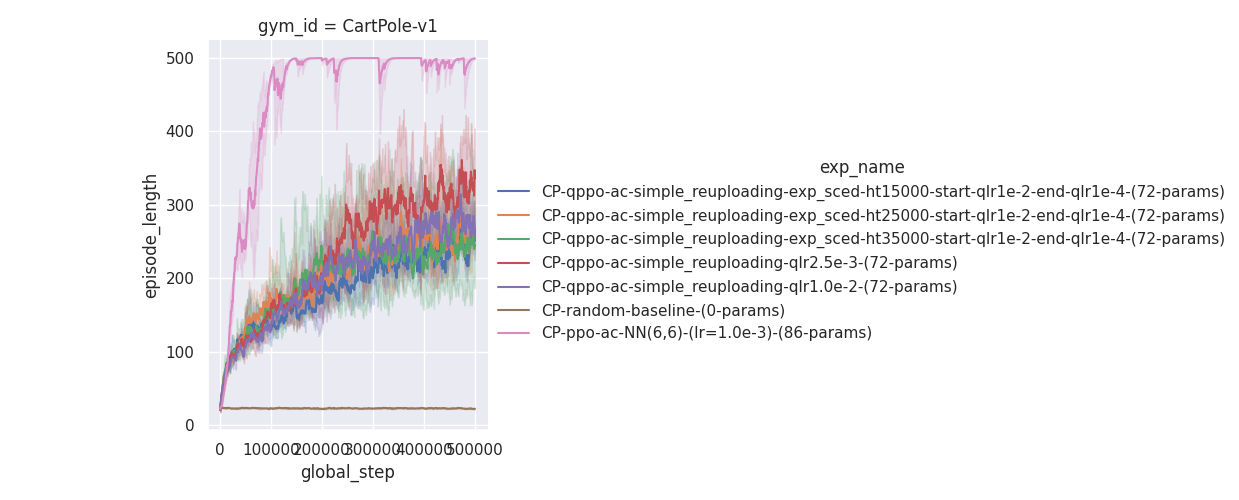 gym_id = CartPole-v1
500
400
300
200
100
0
episode_length
0
100000
200000
300000
400000
500000
global_step
exp_name
CP-qppo-ac-simple_reuploading-exp_sced-ht15000-start-qlr1e-2-end-qlr1e-4-(72-params)
CP-qppo-ac-simple_reuploading-exp_sced-ht25000-start-qlr1e-2-end-qlr1e-4-(72-params)
CP-qppo-ac-simple_reuploading-exp_sced-ht35000-start-qlr1e-2-end-qlr1e-4-(72-params)
CP-qppo-ac-simple_reuploading-qlr2.5e-3-(72-params)
CP-qppo-ac-simple_reuploading-qlr1.0e-2-(72-params)
CP-random-baseline-(0-params)
CP-ppo-ac-NN(6,6)-(lr=1.0e-3)-(86-params)